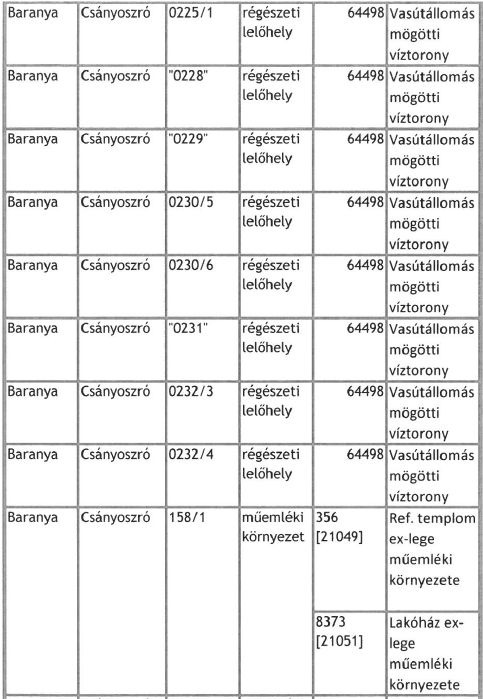 Baranya Csányoszró 0225/1 régészeti 64498 Vasútállomás
lelőhely mögötti
víztorony
Baranya Csányoszró "0228" régészeti 64498 Vasútállomás
lelőhely mögötti
víztorony
Baranya Csányoszró "0229" régészeti 64498 Vasútállomás
lelőhely mögötti
víztorony
Baranya Csányoszró 0230/5 régészeti 64498 Vasútállomás
lelőhely mögötti
víztorony
Baranya Csányoszró 0230/6 régészeti 64498 Vasútállomás
lelőhely mögötti
víztorony
Baranya Csányoszró "0231" régészeti 64498 Vasútállomás
lelőhely mögötti
víztorony
Baranya Csányoszró 0232/3 régészeti 64498 Vasútállomás
lelőhely mögötti
víztorony
Baranya Csányoszró 0232/4 régészeti 64498 Vasútállomás
lelőhely mögötti
víztorony
Baranya Csányoszró 158/1 műemléki 356 Ref. templom
környezet [21049] ex-lege
műemléki
környezete
8373 Lakóház ex-
[21051] lege
műemléki
környezete